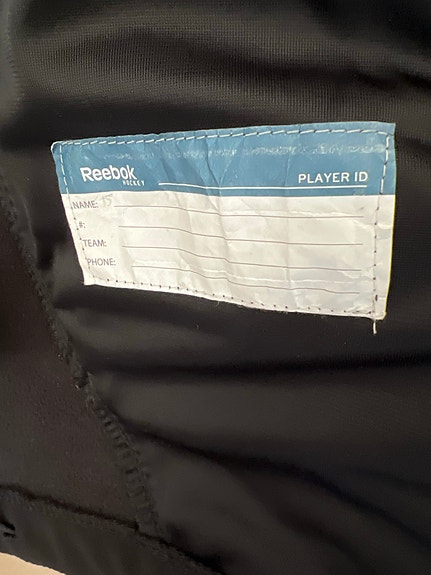 Reebok
HOCKEY
PLAYER ID
NAME:
#:
TEAM:
PHONE: